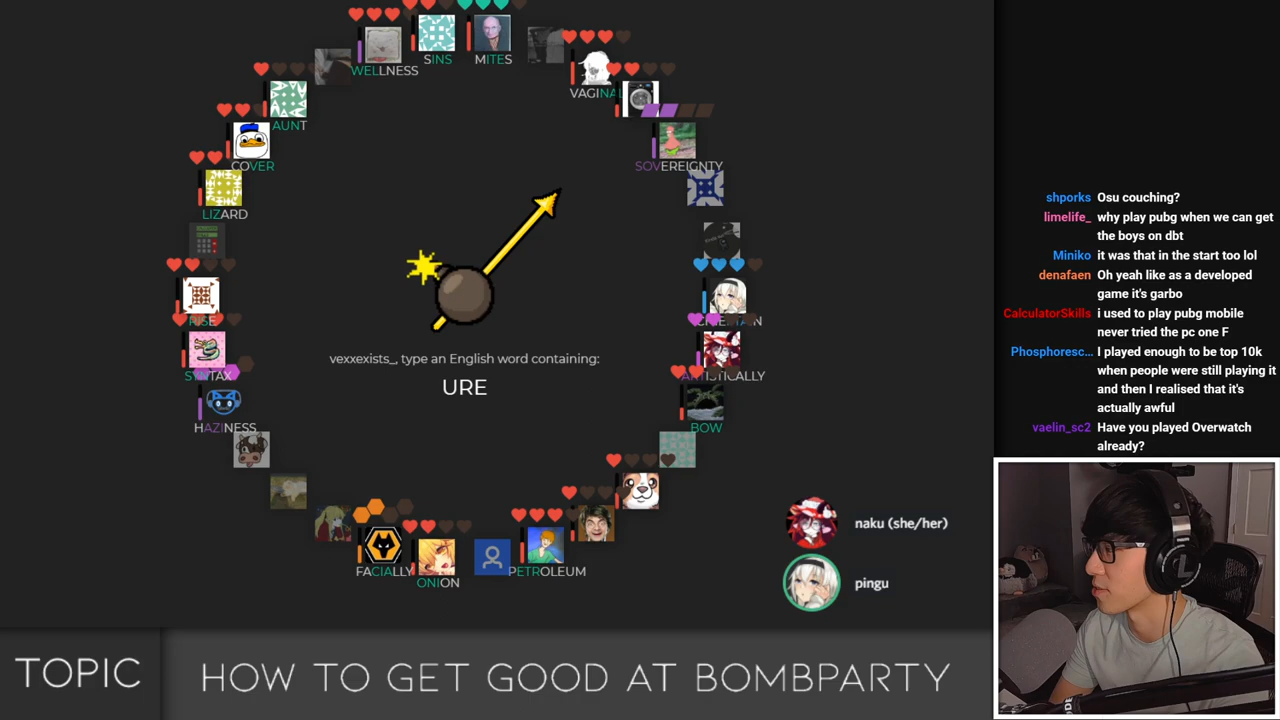 SINS
MITES
WELLNESS
VAGINAL
AUNT
COVER
SOVEREIGNTY
LIZARD
RISE
CHIEFTAIN
SYNTAX
ARTISTICALLY
HAZINESS
BOW
FACIALLY
ONION
PETROLEUM
vexxexists_, type an English word containing:
URE
naku (she/her)
pingu
shporks Osu couching?
limelife_ why play pubg when we can get
the boys on dbt
Miniko it was that in the start too lol
denafaen Oh yeah like as a developed
game it's garbo
CalculatorSkills i used to play pubg mobile
never tried the pc one F
Phosphoresc... I played enough to be top 10k
when people were still playing it
and then I realised that it's
actually awful
vaelin_sc2 Have you played Overwatch
already?
TOPIC
HOW TO GET GOOD AT BOMBPARTY